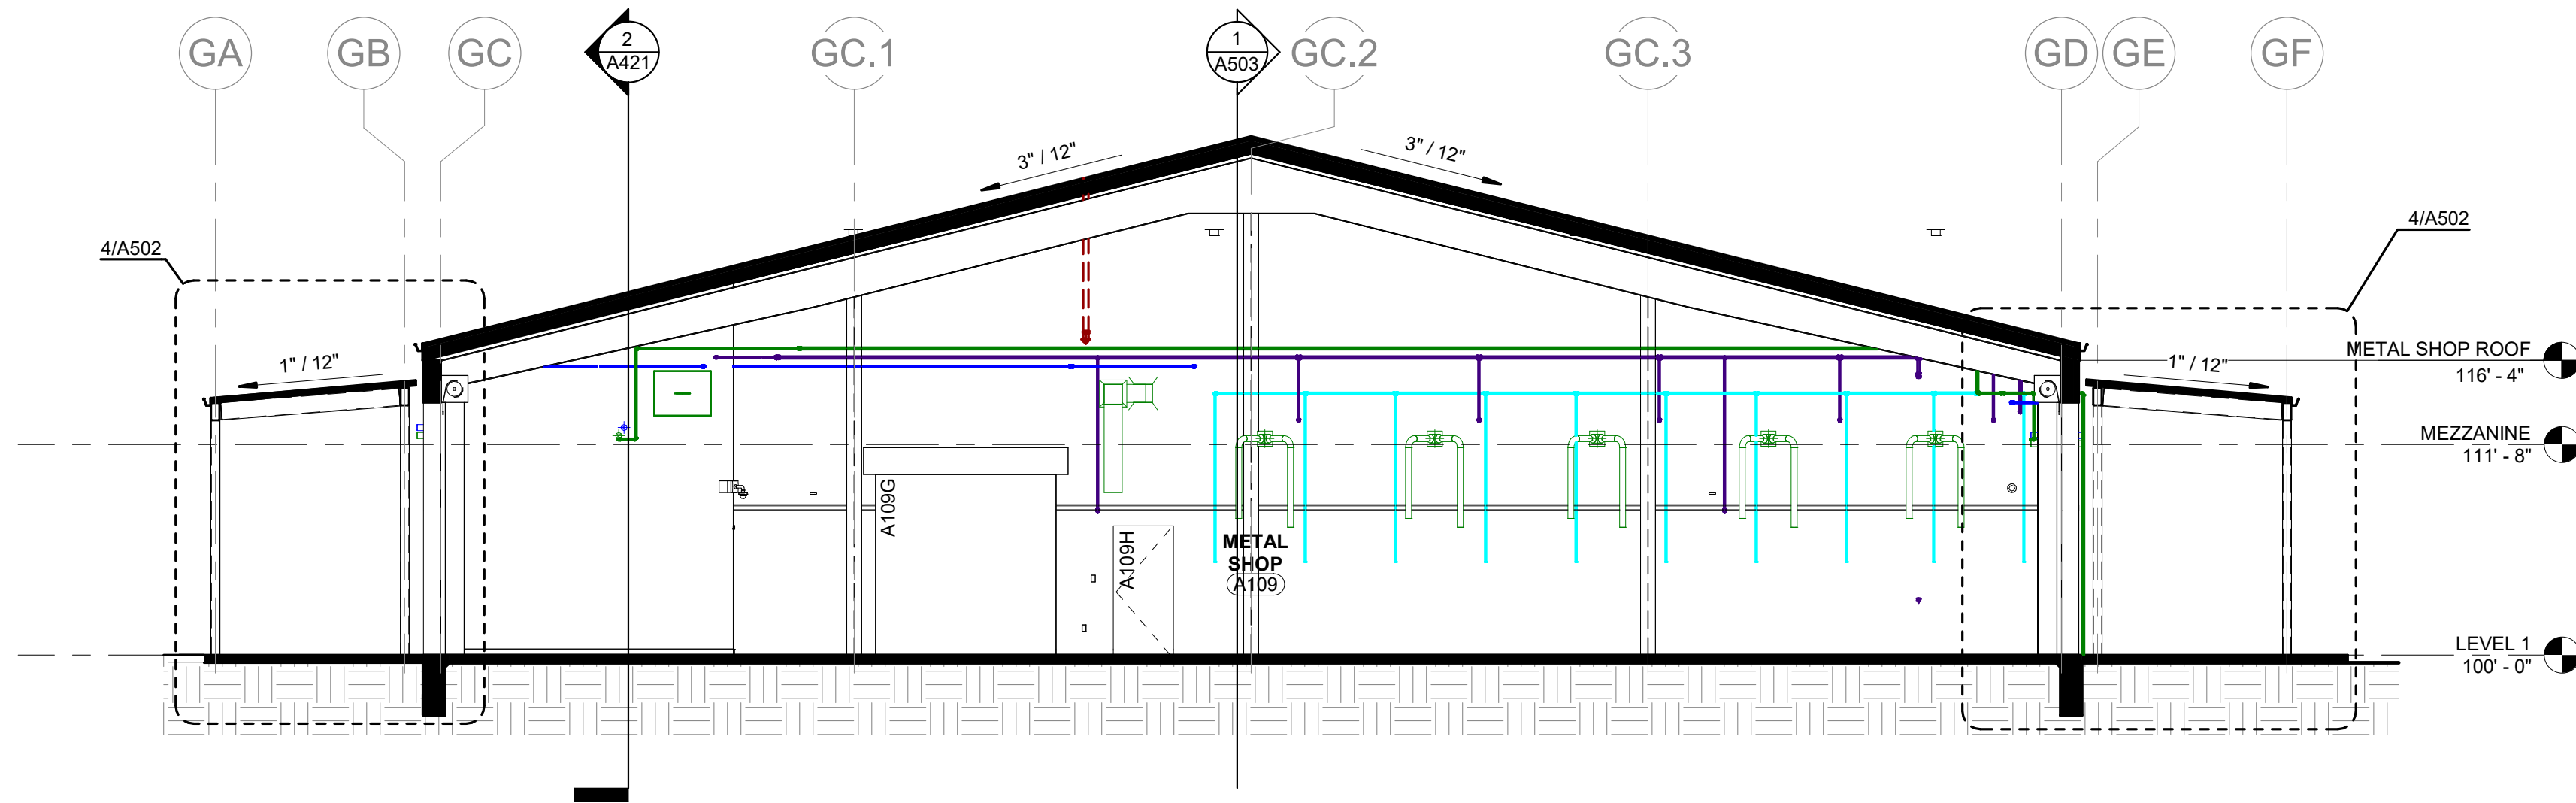 GA
GB
GC
2
A421
GC.1
1
A503
GC.2
GC.3
GD
GE
GF
3" / 12"
3" / 12"
4/A502
4/A502
1" / 12"
1" / 12"
METAL SHOP ROOF
116' - 4"
MEZZANINE
111' - 8"
A109G
A109H
METAL
SHOP
A109
LEVEL 1
100' - 0"